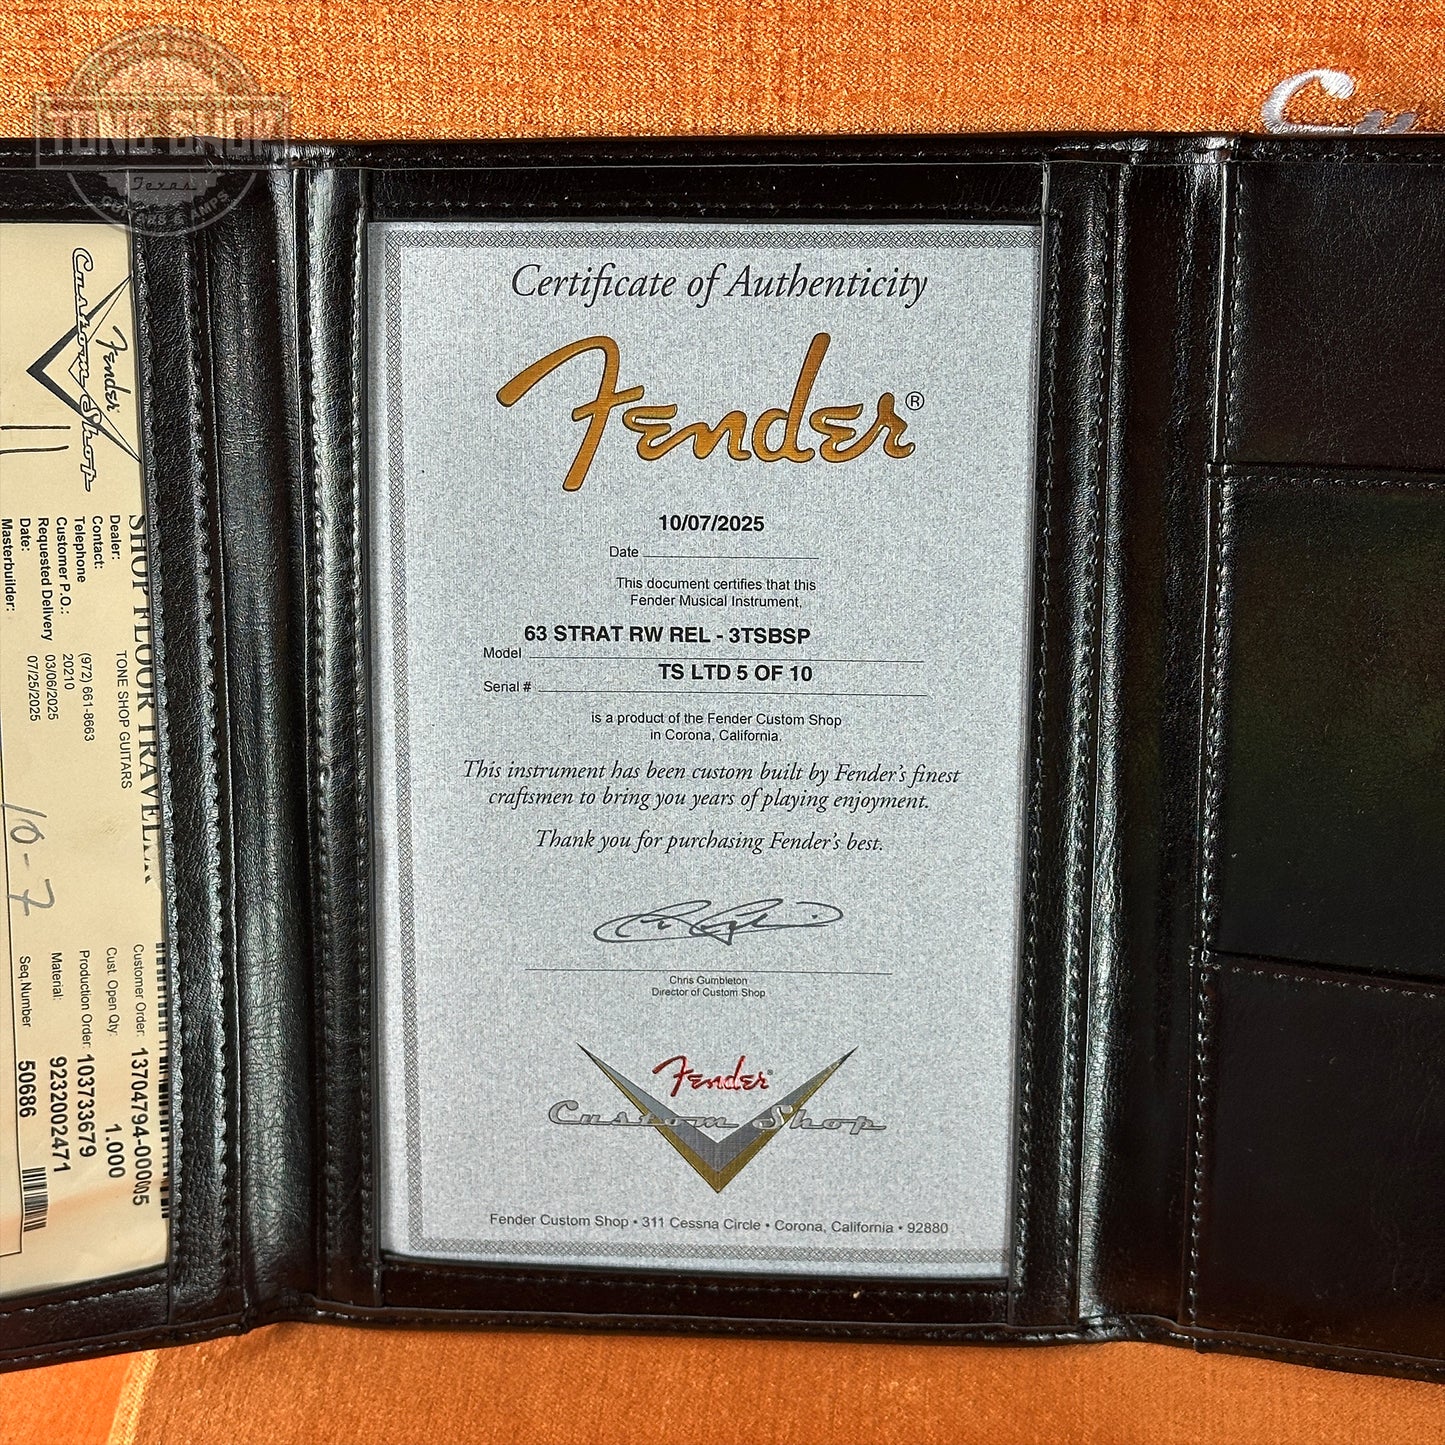 TONE SHOP
Texas
GUITARS & AMPS
Cu
Fender
Custom Shop
SHOP FLOOR TRAVELER
Dealer: TONE SHOP GUITARS
Contact:
Telephone (972) 661-8663
Customer P.O.: 20210
Requested Delivery 03/06/2025
Date: 07/25/2025
Masterbuilder:
10-7
Customer Order: 13704794-000005
Cust. Open Qty: 1.000
Production Order: 103733679
Material: 9232002471
Seq.Number 50686
Certificate of Authenticity
Fender®
10/07/2025
Date
This document certifies that this
Fender Musical Instrument,
63 STRAT RW REL - 3TSBSP
Model
TS LTD 5 OF 10
Serial #
is a product of the Fender Custom Shop
in Corona, California.
This instrument has been custom built by Fender's finest
craftsmen to bring you years of playing enjoyment.
Thank you for purchasing Fender's best.
Chris Gumbleton
Director of Custom Shop
Fender®
Custom Shop
Fender Custom Shop • 311 Cessna Circle • Corona, California • 92880